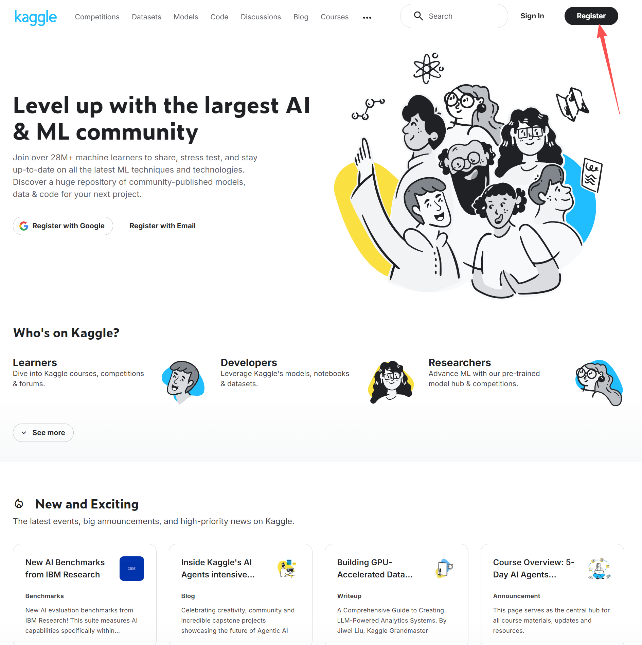 kaggle
Competitions Datasets Models Code Discussions Blog Courses ••• Search Sign In Register
Level up with the largest AI
& ML community
Join over 28M+ machine learners to share, stress test, and stay
up-to-date on all the latest ML techniques and technologies.
Discover a huge repository of community-published models,
data & code for your next project.
Register with Google Register with Email
Who's on Kaggle?
Learners
Dive into Kaggle courses, competitions
& forums.
Developers
Leverage Kaggle's models, notebooks
& datasets.
Researchers
Advance ML with our pre-trained
model hub & competitions.
See more
New and Exciting
The latest events, big announcements, and high-priority news on Kaggle.
New AI Benchmarks
from IBM Research
Benchmarks
New AI evaluation benchmarks from
IBM Research! This suite measures AI
capabilities specifically within...
Inside Kaggle's AI
Agents intensive...
Blog
Celebrating creativity, community and
incredible capstone projects
showcasing the future of Agentic AI
Building GPU-
Accelerated Data...
Writeup
A Comprehensive Guide to Creating
LLM-Powered Analytics Systems. By
Jiwei Liu, Kaggle Grandmaster
Course Overview: 5-
Day AI Agents...
Announcement
This page serves as the central hub for
all course materials, updates and
resources.